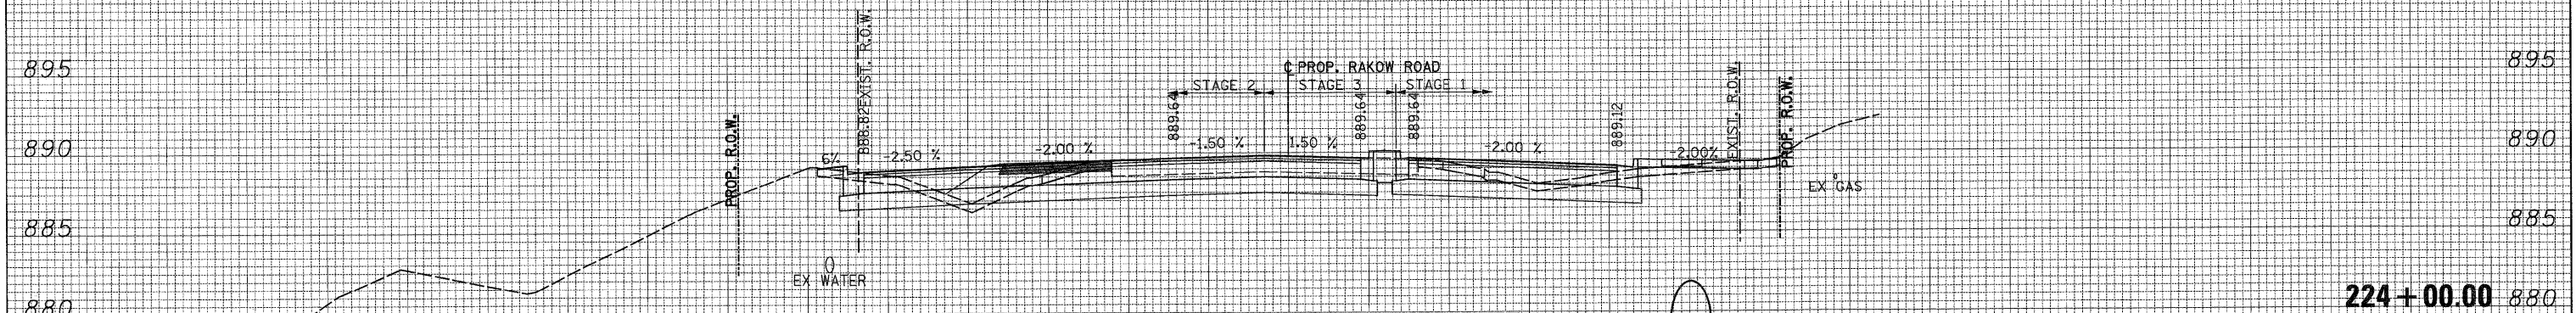 895
890
885
880
PROP. R.O.W.
EXIST. R.O.W.
888.82
6%
-2.50 %
-2.00 %
EX WATER
℄ PROP. RAKOW ROAD
STAGE 2
STAGE 3
STAGE 1
889.64
-1.50 %
1.50 %
889.64
889.64
-2.00 %
889.12
-2.00%
EXIST. R.O.W.
PROP. R.O.W.
EX GAS
895
890
885
224+00.00 880